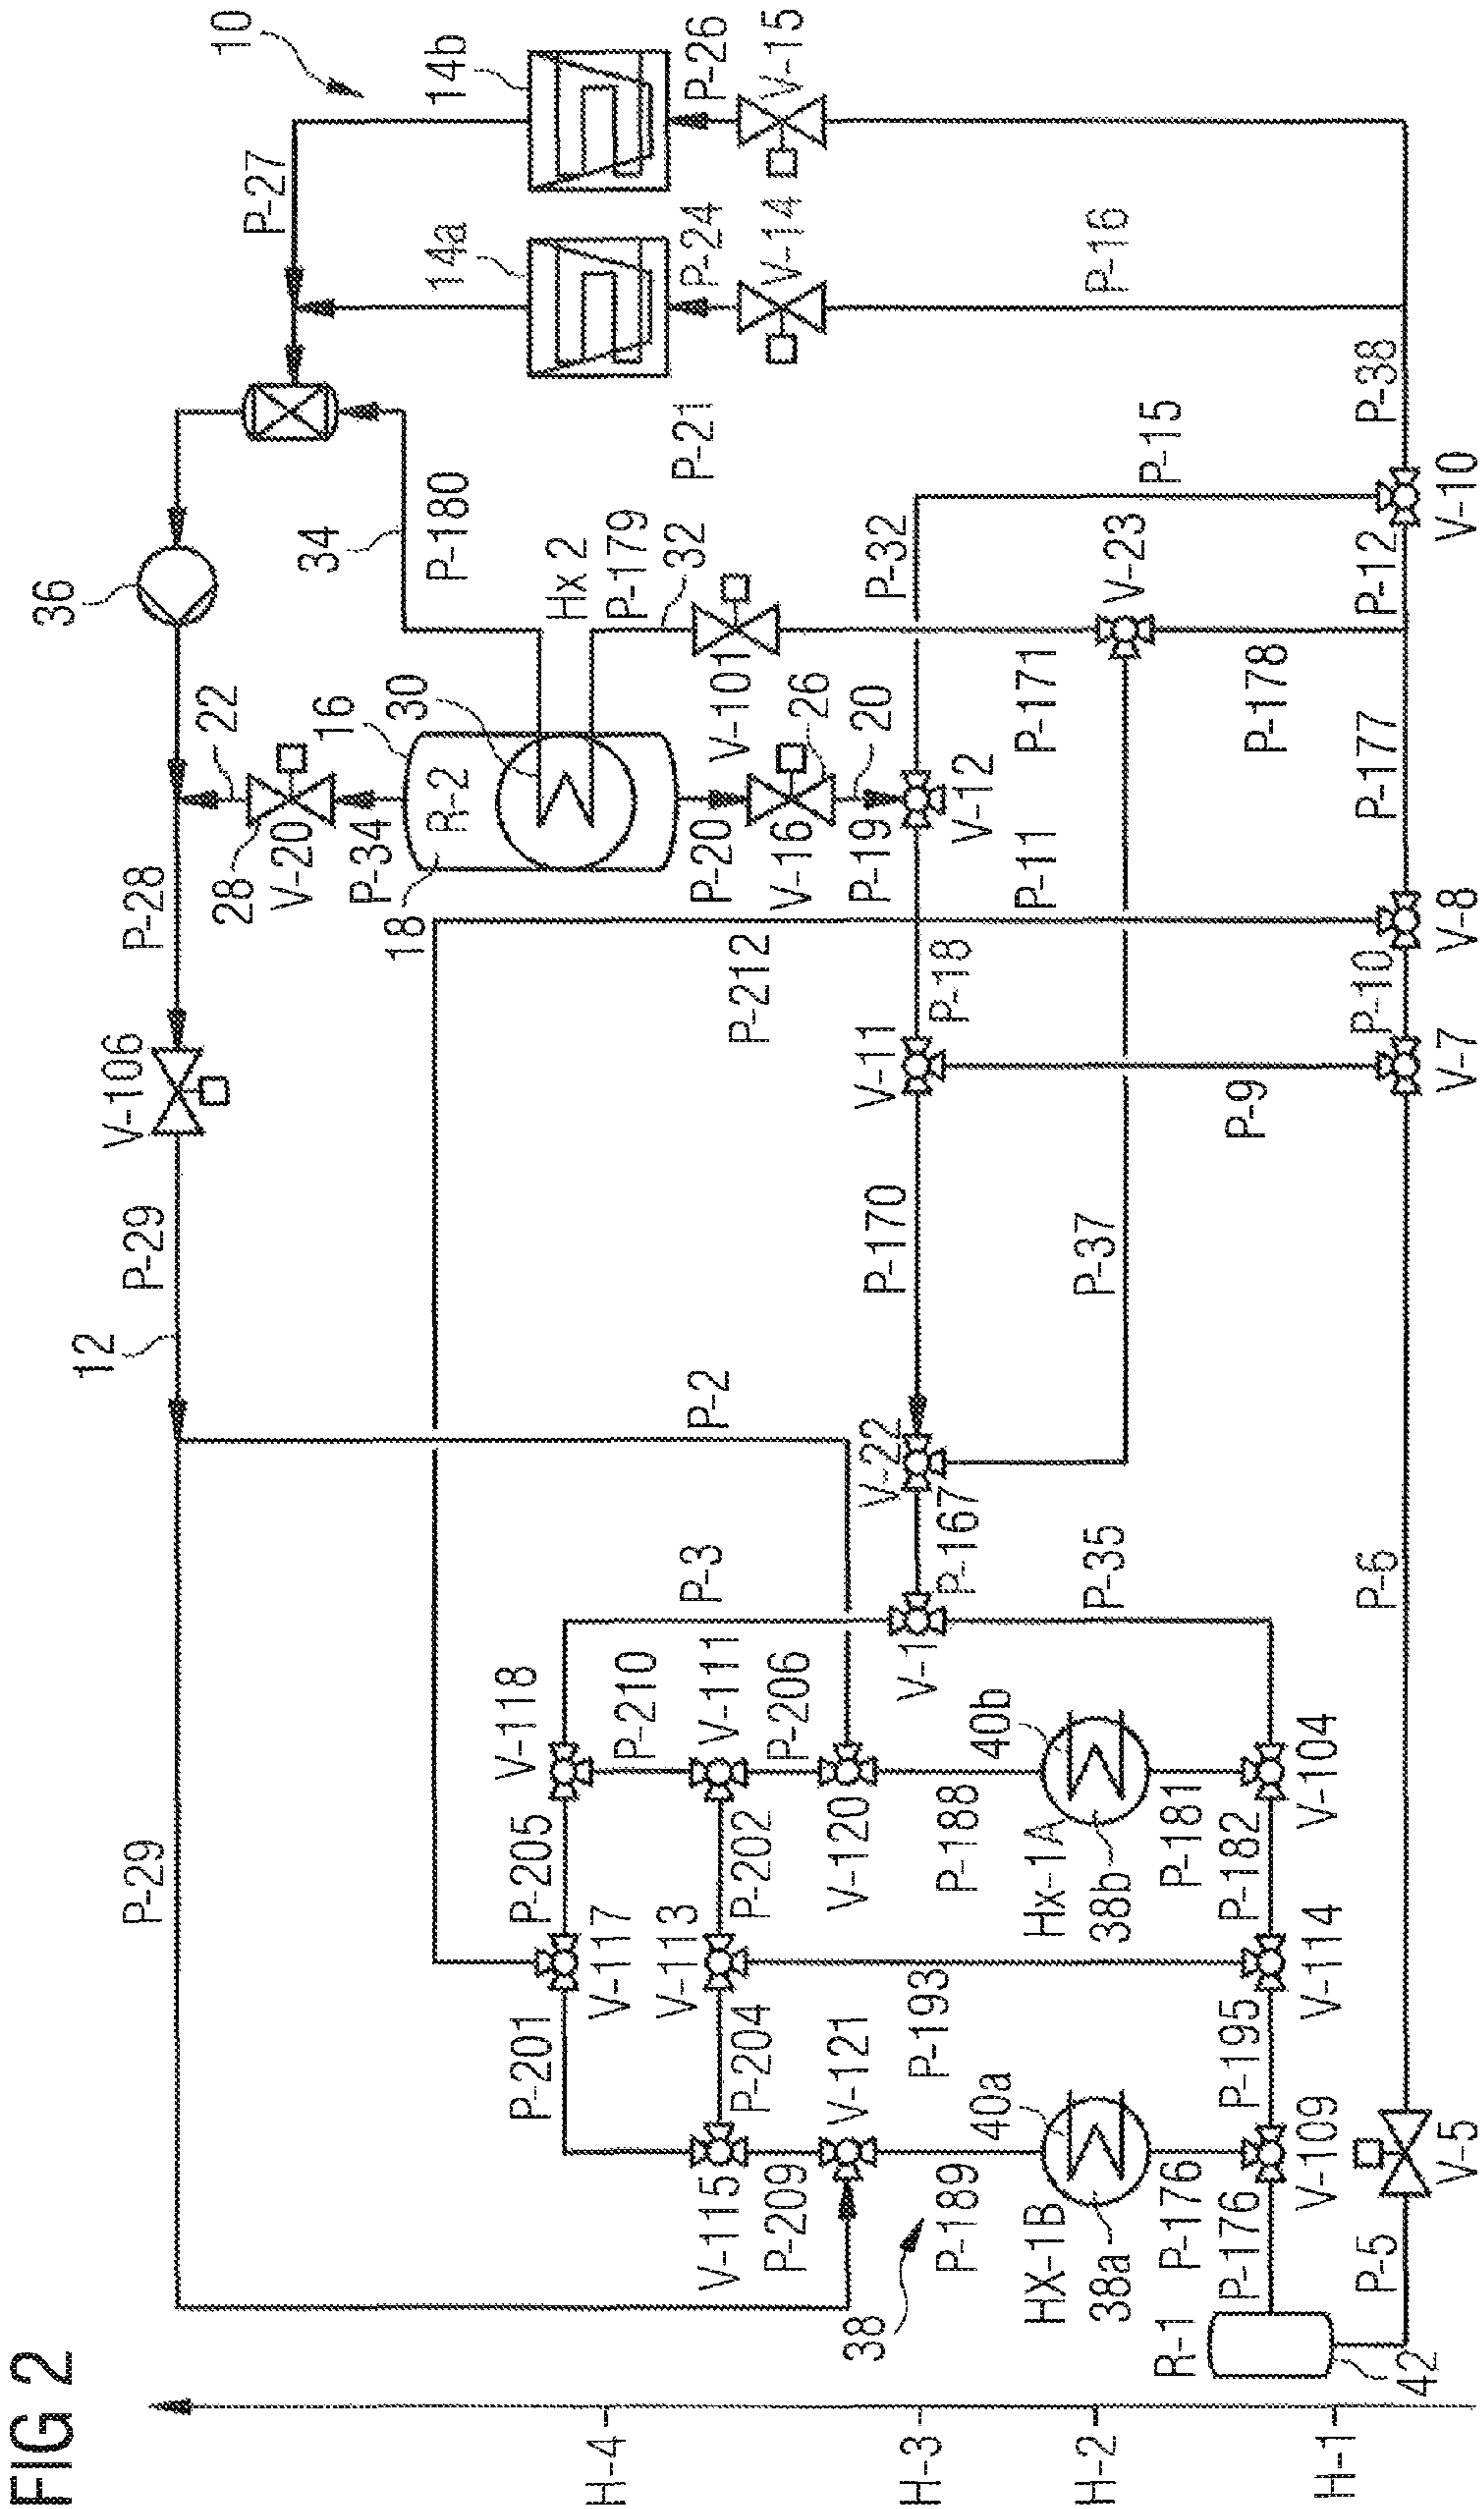 FIG 2
10
P-27
14b
P-26
V-15
14a
P-24
V-14
P-16
P-38
36
34
P-180
Hx 2
P-179
32
P-21
P-32
P-15
V-23
P-12
V-10
22
16
30
R-2
28
V-20
P-34
18
V-101
26
20
P-20
V-16
P-19
V-12
P-171
P-11
P-178
P-177
P-28
V-106
P-212
P-18
V-11
P-9
P-10
V-8
V-7
P-29
12
P-170
P-37
P-2
V-22
P-167
P-3
P-35
P-6
V-1
V-118
P-210
V-111
P-206
40b
P-205
P-202
V-120
P-188
Hx-1A
38b
P-181
P-182
V-104
P-29
V-117
V-113
P-193
V-114
P-201
P-204
V-121
40a
P-195
V-109
V-115
P-209
P-189
HX-1B
38a
P-176
P-176
V-5
P-5
38
R-1
42
H-4
H-3
H-2
H-1